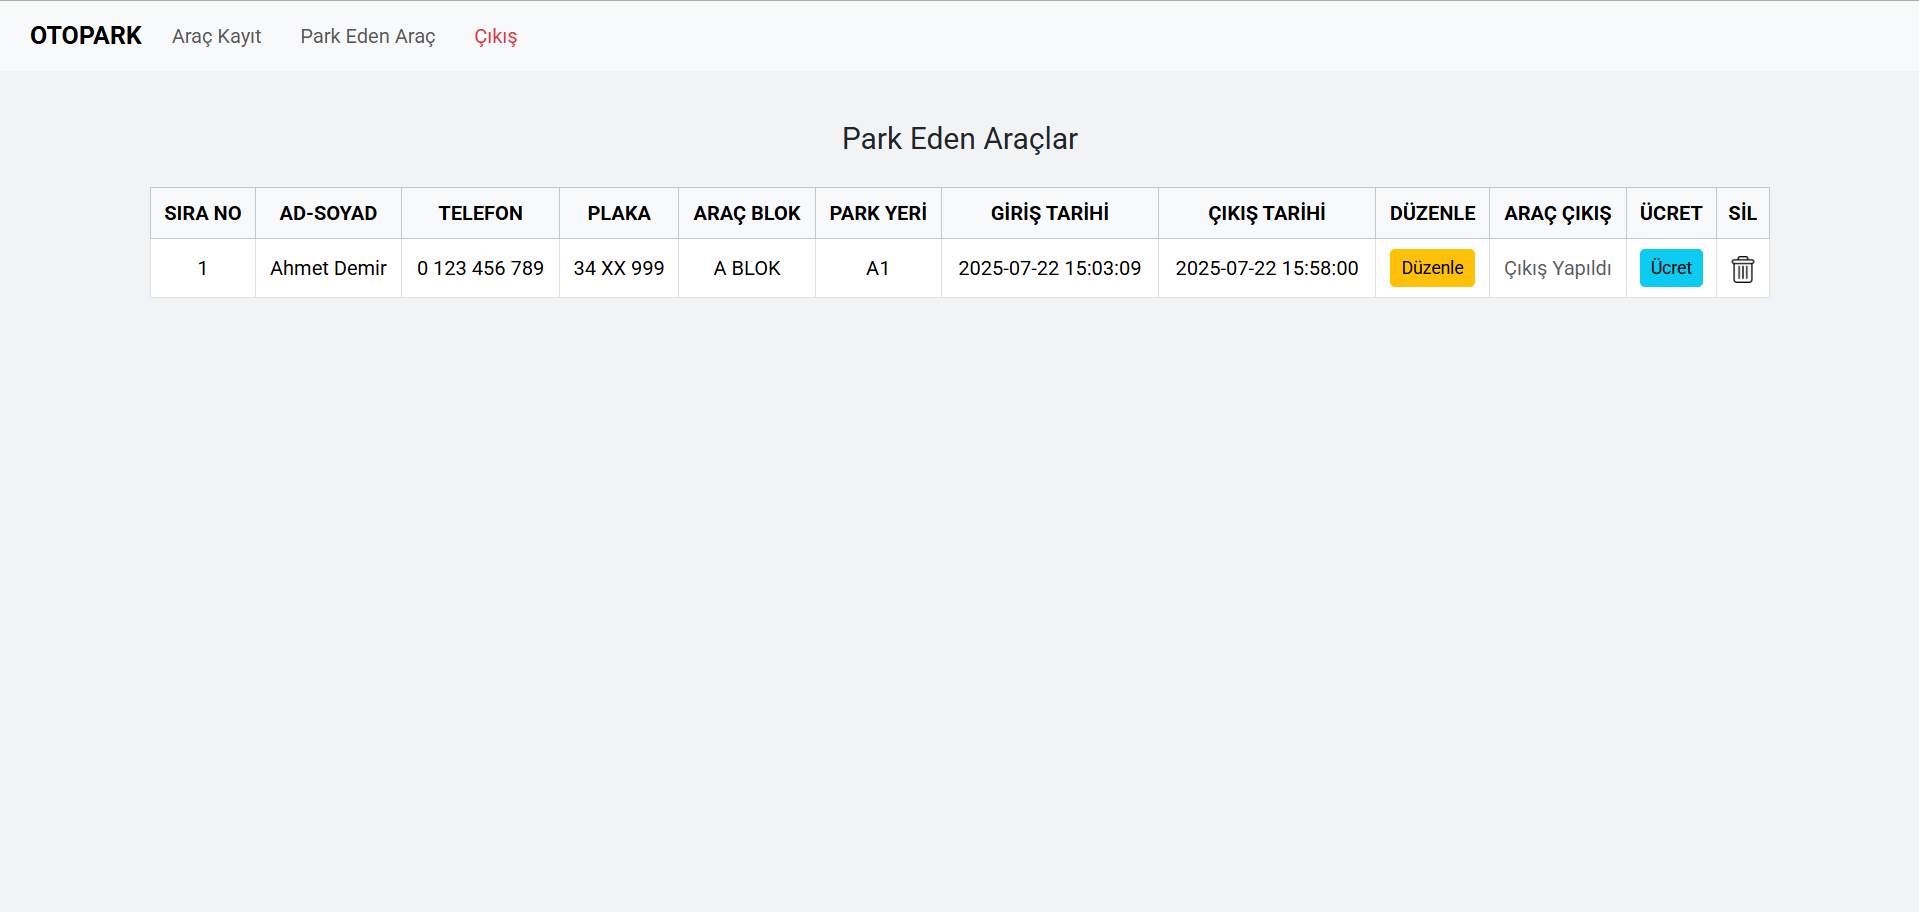 OTOPARK Araç Kayıt Park Eden Araç Çıkış
Park Eden Araçlar
SIRA NO AD-SOYAD TELEFON PLAKA ARAÇ BLOK PARK YERİ GİRİŞ TARİHİ ÇIKIŞ TARİHİ DÜZENLE ARAÇ ÇIKIŞ ÜCRET SİL
1 Ahmet Demir 0 123 456 789 34 XX 999 A BLOK A1 2025-07-22 15:03:09 2025-07-22 15:58:00 Düzenle Çıkış Yapıldı Ücret